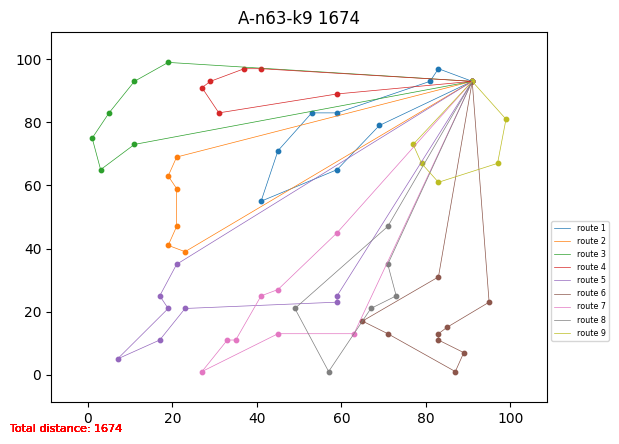 A-n63-k9 1674
100
80
60
40
20
0
0 20 40 60 80 100
route 1
route 2
route 3
route 4
route 5
route 6
route 7
route 8
route 9
Total distance: 1674